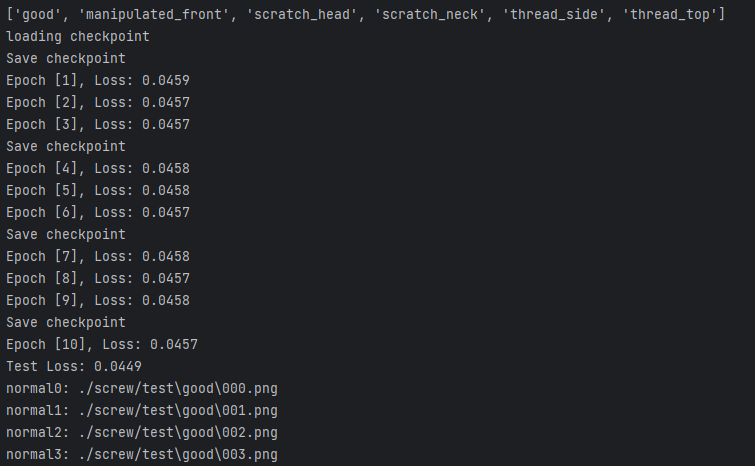 ['good', 'manipulated_front', 'scratch_head', 'scratch_neck', 'thread_side', 'thread_top']
loading checkpoint
Save checkpoint
Epoch [1], Loss: 0.0459
Epoch [2], Loss: 0.0457
Epoch [3], Loss: 0.0457
Save checkpoint
Epoch [4], Loss: 0.0458
Epoch [5], Loss: 0.0458
Epoch [6], Loss: 0.0457
Save checkpoint
Epoch [7], Loss: 0.0458
Epoch [8], Loss: 0.0457
Epoch [9], Loss: 0.0458
Save checkpoint
Epoch [10], Loss: 0.0457
Test Loss: 0.0449
normal0: ./screw/test\good\000.png
normal1: ./screw/test\good\001.png
normal2: ./screw/test\good\002.png
normal3: ./screw/test\good\003.png